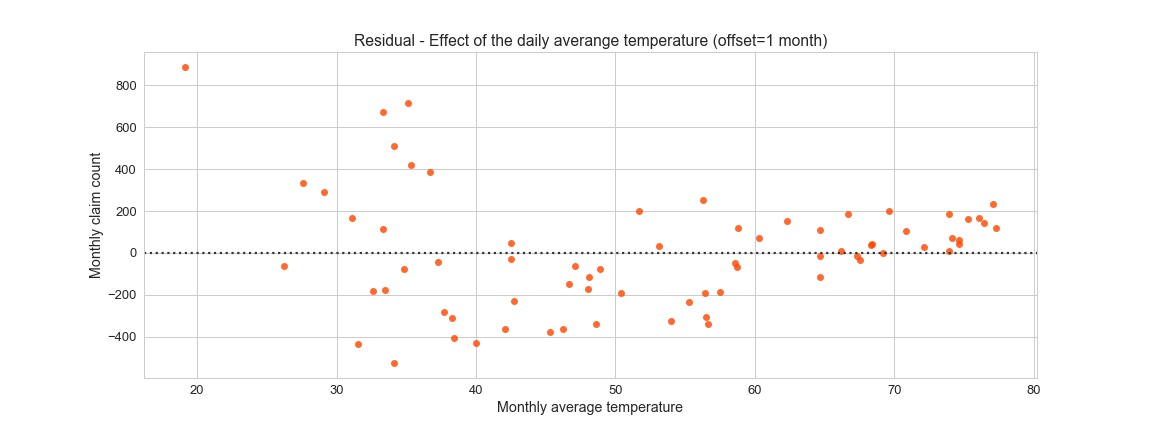 Residual - Effect of the daily averange temperature (offset=1 month)
Monthly claim count
800
600
400
200
0
−200
−400
20 30 40 50 60 70 80
Monthly average temperature